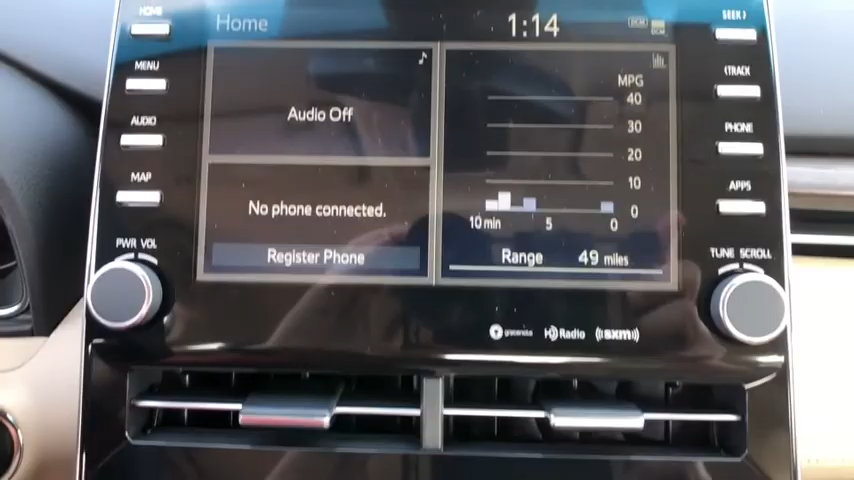 HOME
Home
1:14
DCM
SEEK >
MENU
< TRACK
MPG
40
AUDIO
Audio Off
30
PHONE
20
MAP
10
APPS
No phone connected.
0
10 min 5 0
PWR VOL
Register Phone
Range 49 miles
TUNE SCROLL
gracenote HD Radio ((SXM))